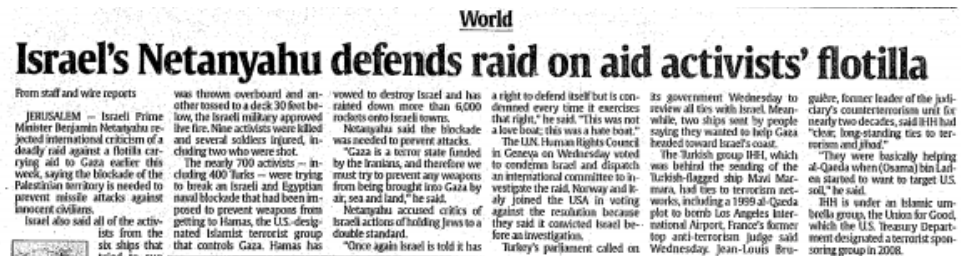 World
Israel's Netanyahu defends raid on aid activists' flotilla
From staff and wire reports
JERUSALEM — Israeli Prime
Minister Benjamin Netanyahu re-
jected international criticism of a
deadly raid against a flotilla car-
rying aid to Gaza earlier this
week, saying the blockade of the
Palestinian territory is needed to
prevent missile attacks against
innocent civilians.
Israel also said all of the activ-
ists from the
six ships that
was thrown overboard and an-
other tossed to a deck 30 feet be-
low, the Israeli military approved
live fire. Nine activists were killed
and several soldiers injured, in-
cluding two who were shot.
The nearly 700 activists — in-
cluding 400 Turks — were trying
to break an Israeli and Egyptian
naval blockade that had been im-
posed to prevent weapons from
getting to Hamas, the U.S.-desig-
nated Islamist terrorist group
that controls Gaza. Hamas has
vowed to destroy Israel and has
rained down more than 6,000
rockets onto Israeli towns.
Netanyahu said the blockade
was needed to prevent attacks.
"Gaza is a terror state funded
by the Iranians, and therefore we
must try to prevent any weapons
from being brought into Gaza by
air, sea and land," he said.
Netanyahu accused critics of
Israeli actions of holding Jews to a
double standard.
"Once again Israel is told it has
a right to defend itself but is con-
demned every time it exercises
that right," he said. "This was not
a love boat; this was a hate boat."
The U.N. Human Rights Council
in Geneva on Wednesday voted
to condemn Israel and dispatch
an international committee to in-
vestigate the raid. Norway and It-
aly joined the USA in voting
against the resolution because
they said it convicted Israel be-
fore an investigation.
Turkey's parliament called on
its government Wednesday to
review all ties with Israel. Mean-
while, two ships sent by people
saying they wanted to help Gaza
headed toward Israel's coast.
The Turkish group IHH, which
was behind the sending of the
Turkish-flagged ship Mavi Mar-
mara, had ties to terrorism net-
works, including a 1999 al-Qaeda
plot to bomb Los Angeles Inter-
national Airport, France's former
top anti-terrorism judge said
Wednesday. Jean-Louis Bru-
guière, former leader of the judi-
ciary's counterterrorism unit for
nearly two decades, said IHH had
"clear, long-standing ties to ter-
rorism and jihad."
"They were basically helping
al-Qaeda when (Osama) bin Lad-
en started to want to target U.S.
soil," he said.
IHH is under an Islamic um-
brella group, the Union for Good,
which the U.S. Treasury Depart-
ment designated a terrorist spon-
soring group in 2008.